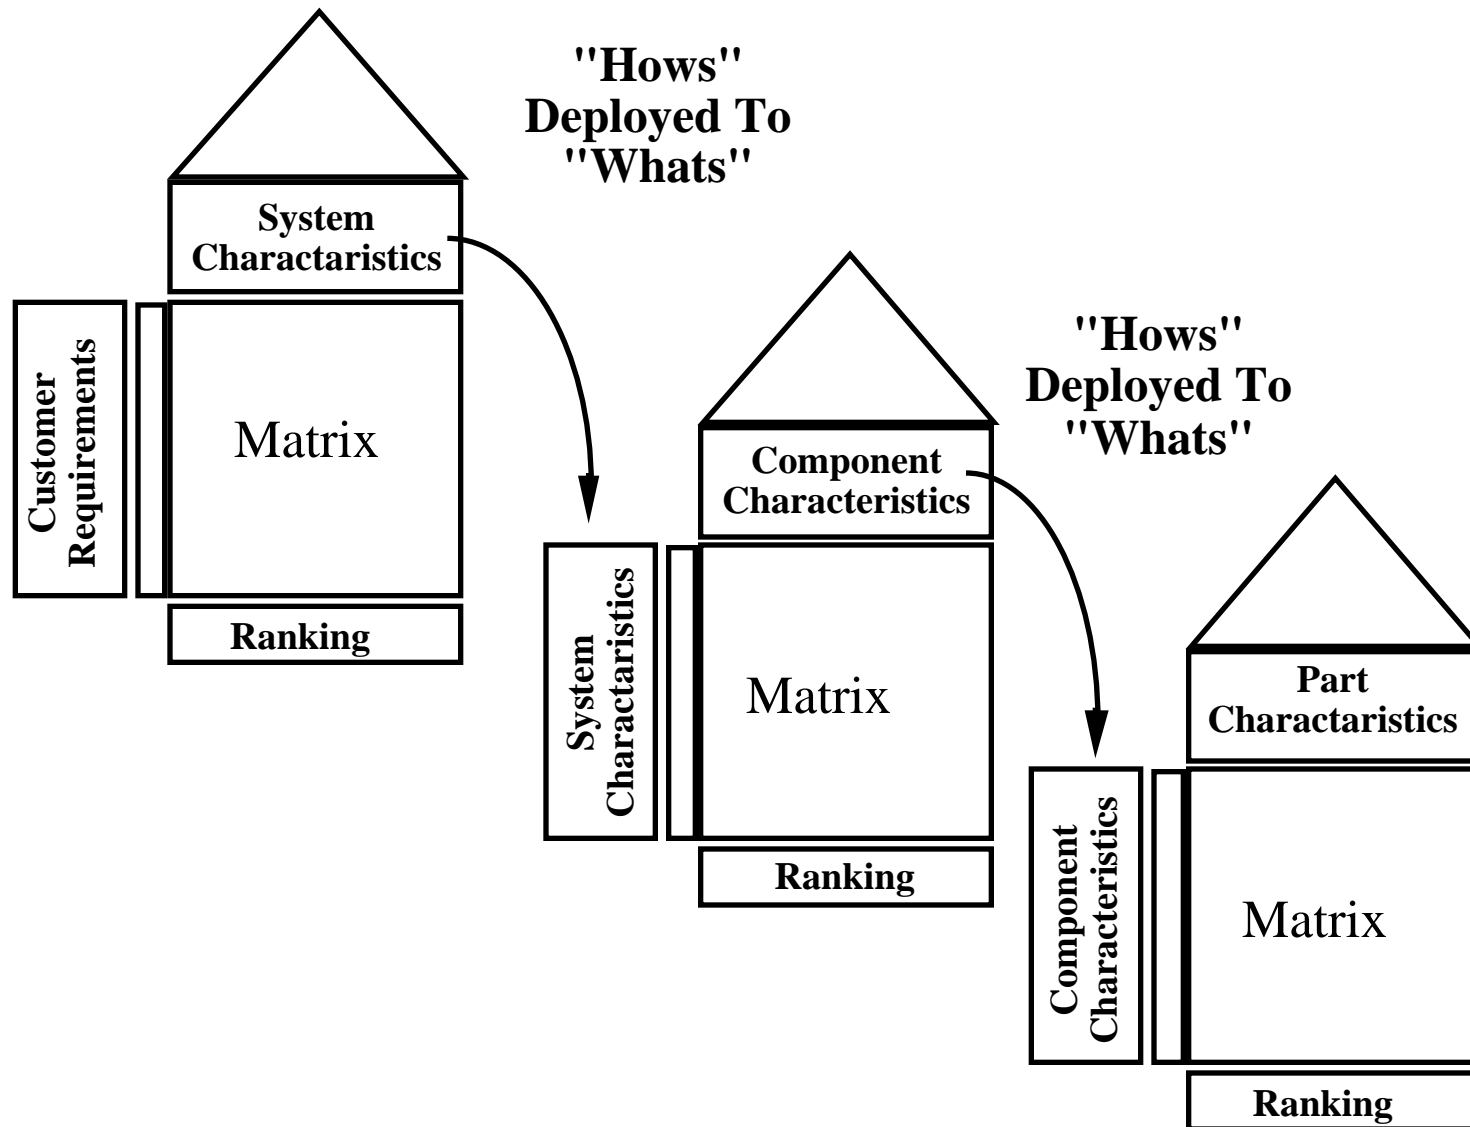 "Hows"
Deployed To
"Whats"
System
Charactaristics
Customer
Requirements
Matrix
Ranking
"Hows"
Deployed To
"Whats"
Component
Characteristics
System
Charactaristics
Matrix
Ranking
Part
Charactaristics
Component
Characteristics
Matrix
Ranking